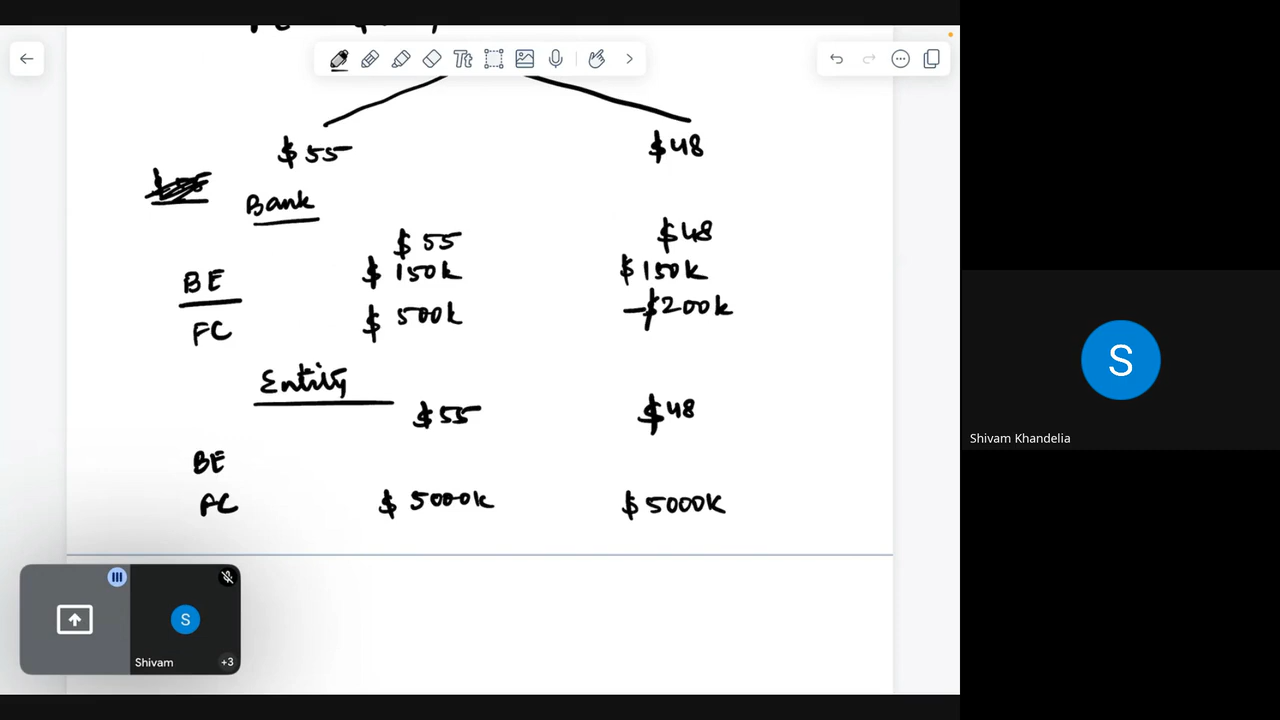 $55 $48
Bank
$55 $48
BE $150k $150k
FC $500k -$200k
Entity
$55 $48
BE
FC $5000k $5000k
Tt
S
Shivam Khandelia
S
Shivam +3